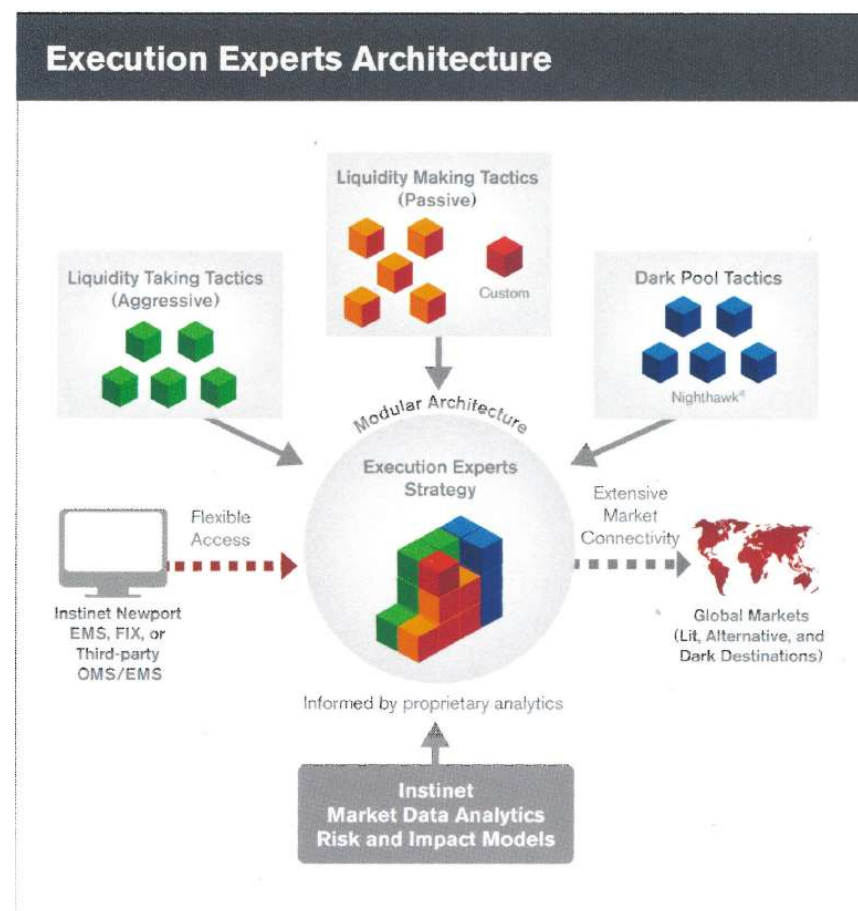 Execution Experts Architecture
Liquidity Making Tactics
(Passive)
Custom
Liquidity Taking Tactics
(Aggressive)
Dark Pool Tactics
Nighthawk®
Modular Architecture
Execution Experts
Strategy
Flexible
Access
Extensive
Market
Connectivity
Instinet Newport
EMS, FIX, or
Third-party
OMS/EMS
Global Markets
(Lit, Alternative, and
Dark Destinations)
Informed by proprietary analytics
Instinet
Market Data Analytics
Risk and Impact Models